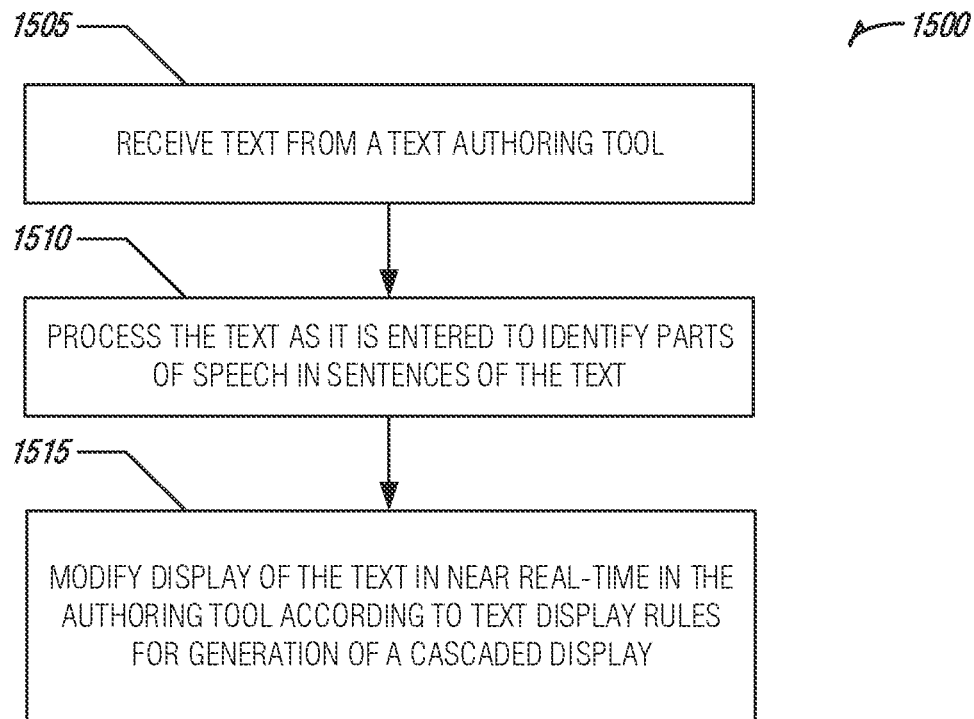 1505
1500
RECEIVE TEXT FROM A TEXT AUTHORING TOOL
1510
PROCESS THE TEXT AS IT IS ENTERED TO IDENTIFY PARTS
OF SPEECH IN SENTENCES OF THE TEXT
1515
MODIFY DISPLAY OF THE TEXT IN NEAR REAL-TIME IN THE
AUTHORING TOOL ACCORDING TO TEXT DISPLAY RULES
FOR GENERATION OF A CASCADED DISPLAY